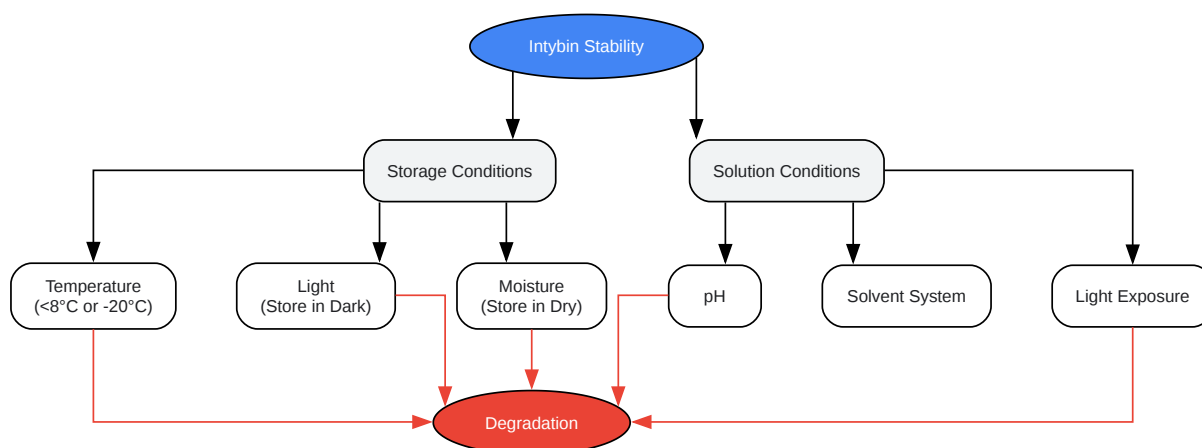 Intybin Stability
Storage Conditions
Solution Conditions
Temperature
(<8°C or -20°C)
Light
(Store in Dark)
Moisture
(Store in Dry)
pH
Solvent System
Light Exposure
Degradation